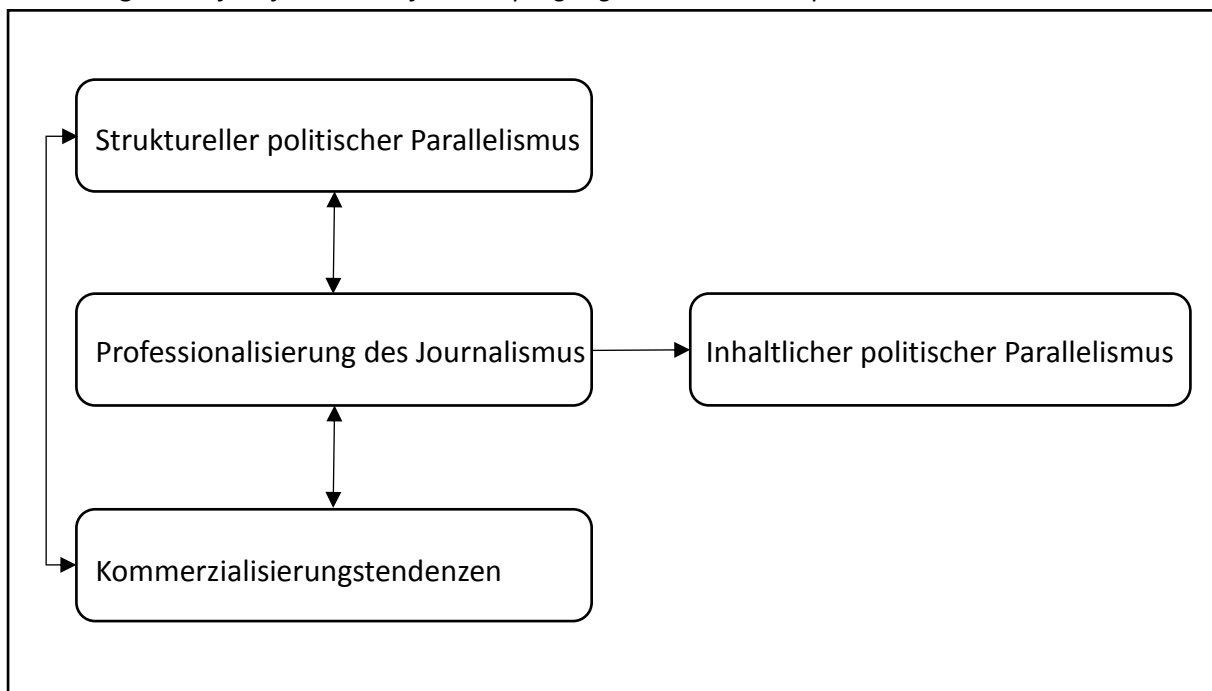 Struktureller politischer Parallelismus
Professionalisierung des Journalismus
Inhaltlicher politischer Parallelismus
Kommerzialisierungstendenzen